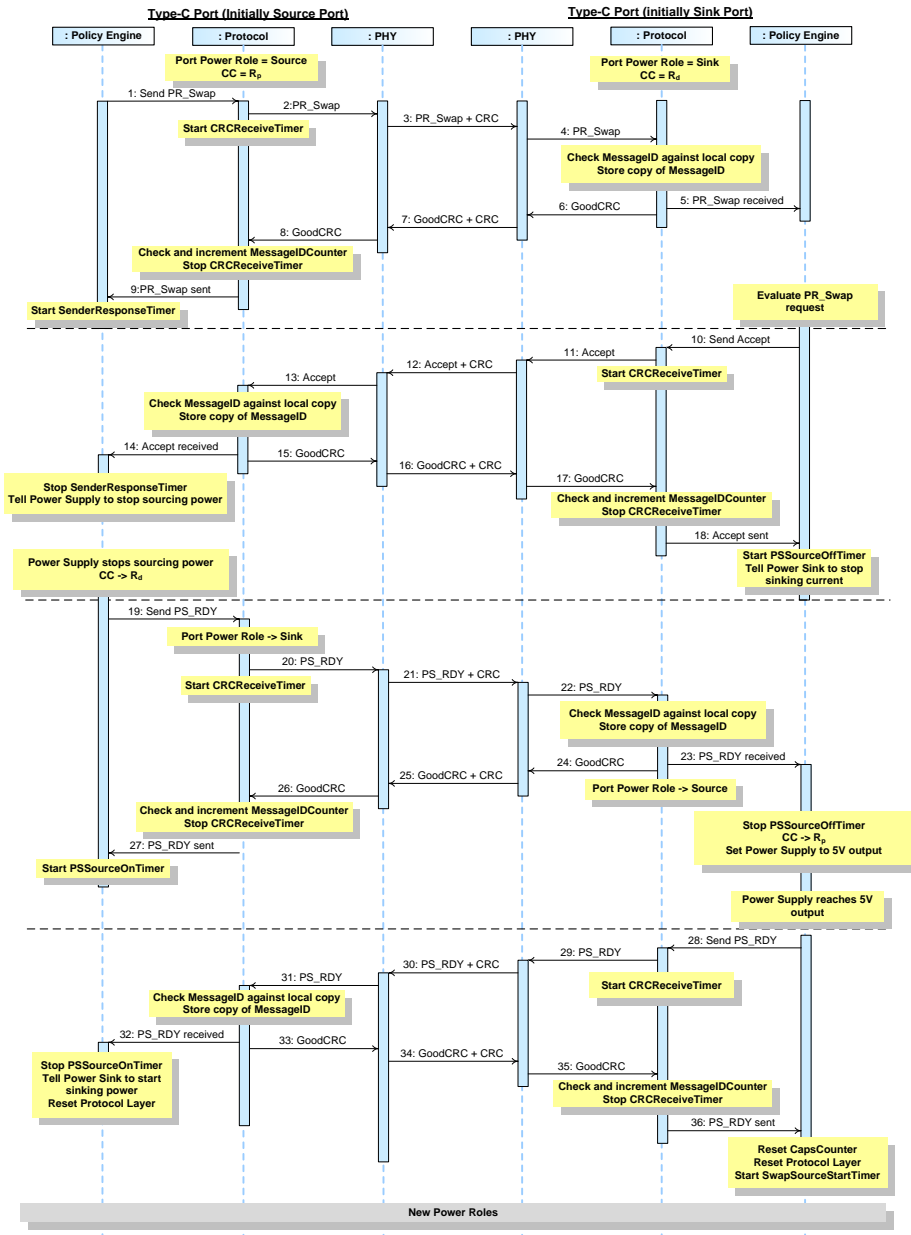 Type-C Port (Initially Source Port)
Type-C Port (initially Sink Port)
: Policy Engine
: Protocol
: PHY
: PHY
: Protocol
: Policy Engine
Port Power Role = Source
CC = Rp
Port Power Role = Sink
CC = Rd
1: Send PR_Swap
2:PR_Swap
Start CRCReceiveTimer
3: PR_Swap + CRC
4: PR_Swap
Check MessageID against local copy
Store copy of MessageID
5: PR_Swap received
6: GoodCRC
7: GoodCRC + CRC
8: GoodCRC
Check and increment MessageIDCounter
Stop CRCReceiveTimer
9:PR_Swap sent
Start SenderResponseTimer
Evaluate PR_Swap
request
10: Send Accept
11: Accept
Start CRCReceiveTimer
12: Accept + CRC
13: Accept
Check MessageID against local copy
Store copy of MessageID
14: Accept received
15: GoodCRC
16: GoodCRC + CRC
17: GoodCRC
Stop SenderResponseTimer
Tell Power Supply to stop sourcing power
Check and increment MessageIDCounter
Stop CRCReceiveTimer
18: Accept sent
Start PSSourceOffTimer
Tell Power Sink to stop
sinking current
Power Supply stops sourcing power
CC -> Rd
19: Send PS_RDY
Port Power Role -> Sink
20: PS_RDY
Start CRCReceiveTimer
21: PS_RDY + CRC
22: PS_RDY
Check MessageID against local copy
Store copy of MessageID
23: PS_RDY received
24: GoodCRC
25: GoodCRC + CRC
26: GoodCRC
Port Power Role -> Source
Check and increment MessageIDCounter
Stop CRCReceiveTimer
Stop PSSourceOffTimer
CC -> Rp
Set Power Supply to 5V output
27: PS_RDY sent
Start PSSourceOnTimer
Power Supply reaches 5V
output
28: Send PS_RDY
29: PS_RDY
Start CRCReceiveTimer
30: PS_RDY + CRC
31: PS_RDY
Check MessageID against local copy
Store copy of MessageID
32: PS_RDY received
33: GoodCRC
34: GoodCRC + CRC
35: GoodCRC
Stop PSSourceOnTimer
Tell Power Sink to start
sinking power
Reset Protocol Layer
Check and increment MessageIDCounter
Stop CRCReceiveTimer
36: PS_RDY sent
Reset CapsCounter
Reset Protocol Layer
Start SwapSourceStartTimer
New Power Roles